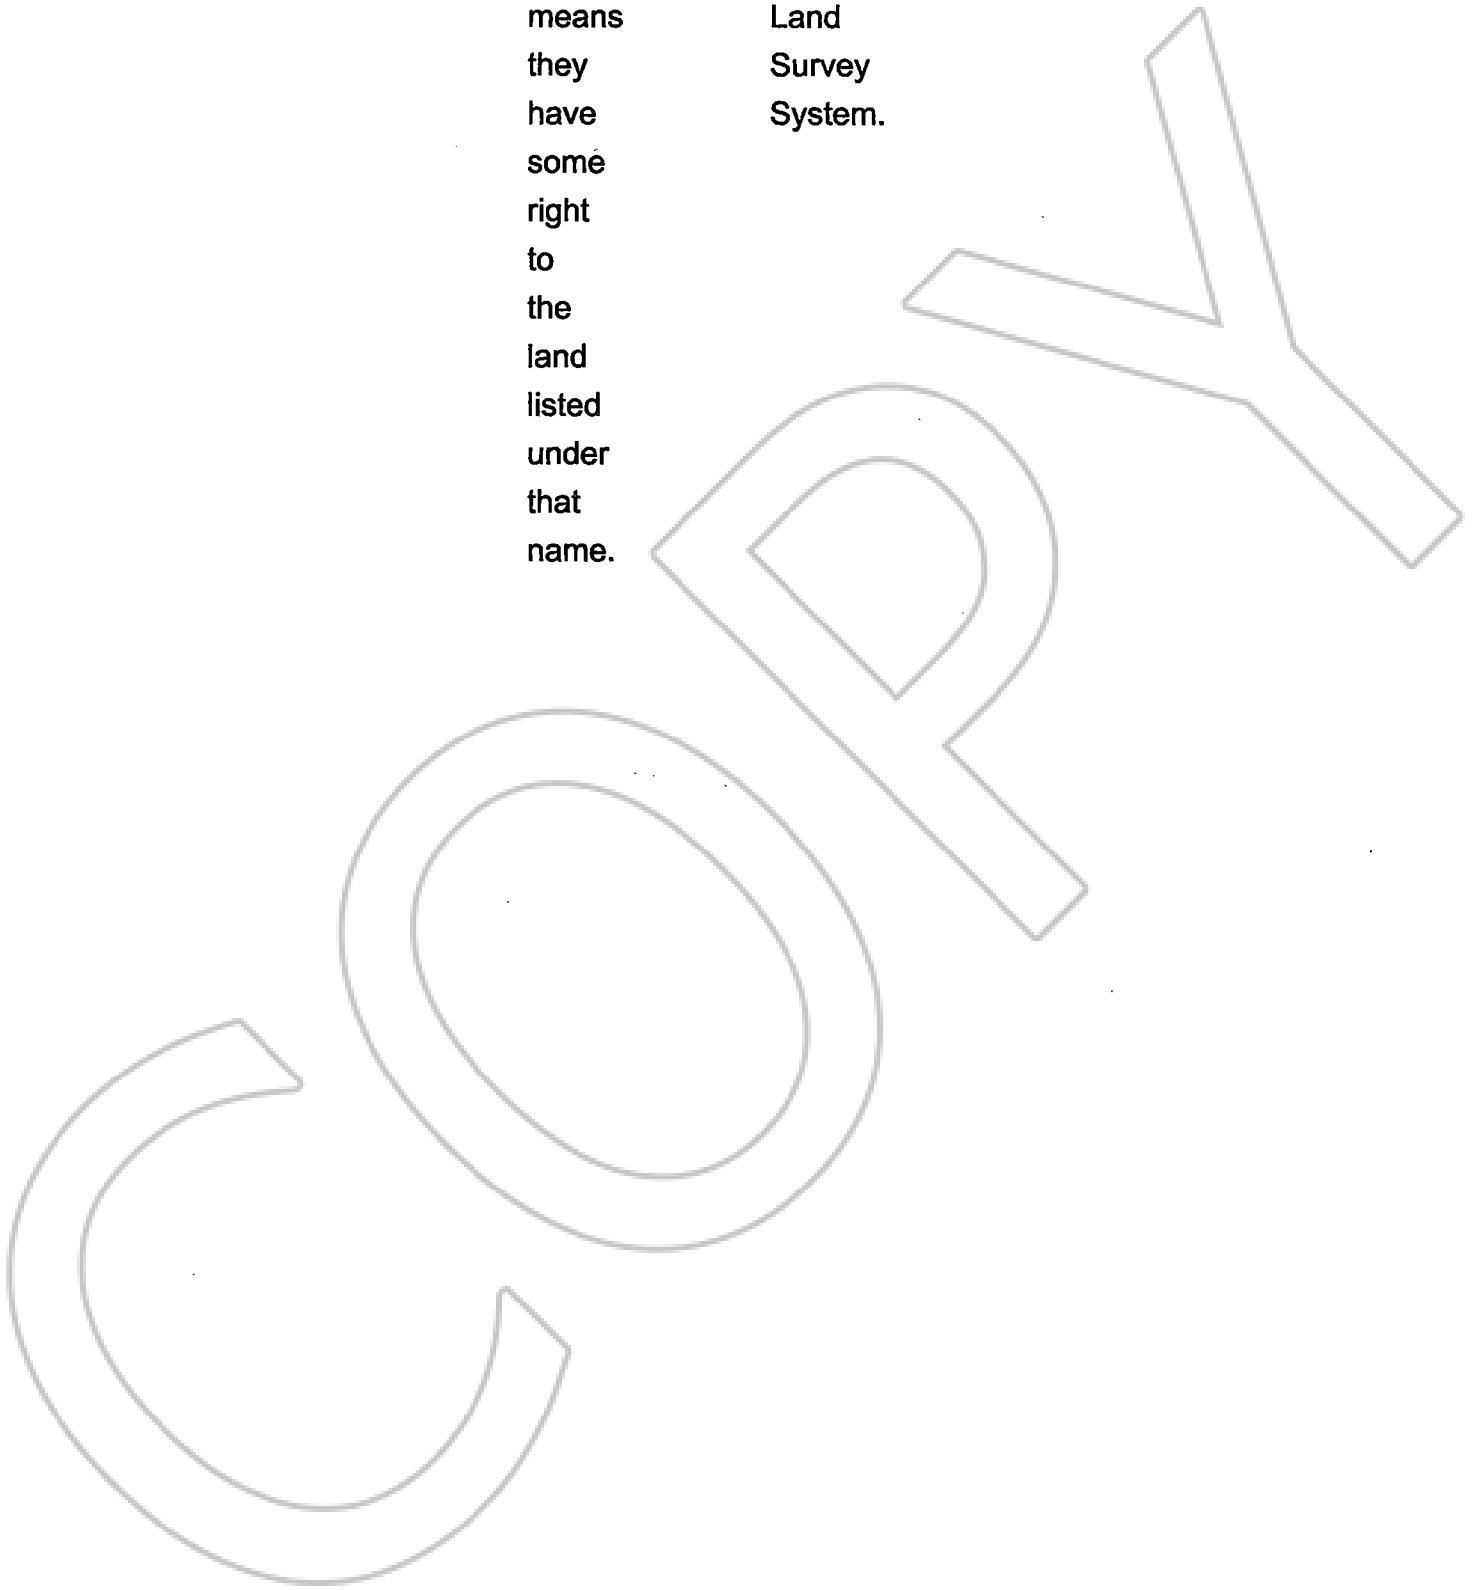 means
they
have
some
right
to
the
land
listed
under
that
name.
Land
Survey
System.
COPY